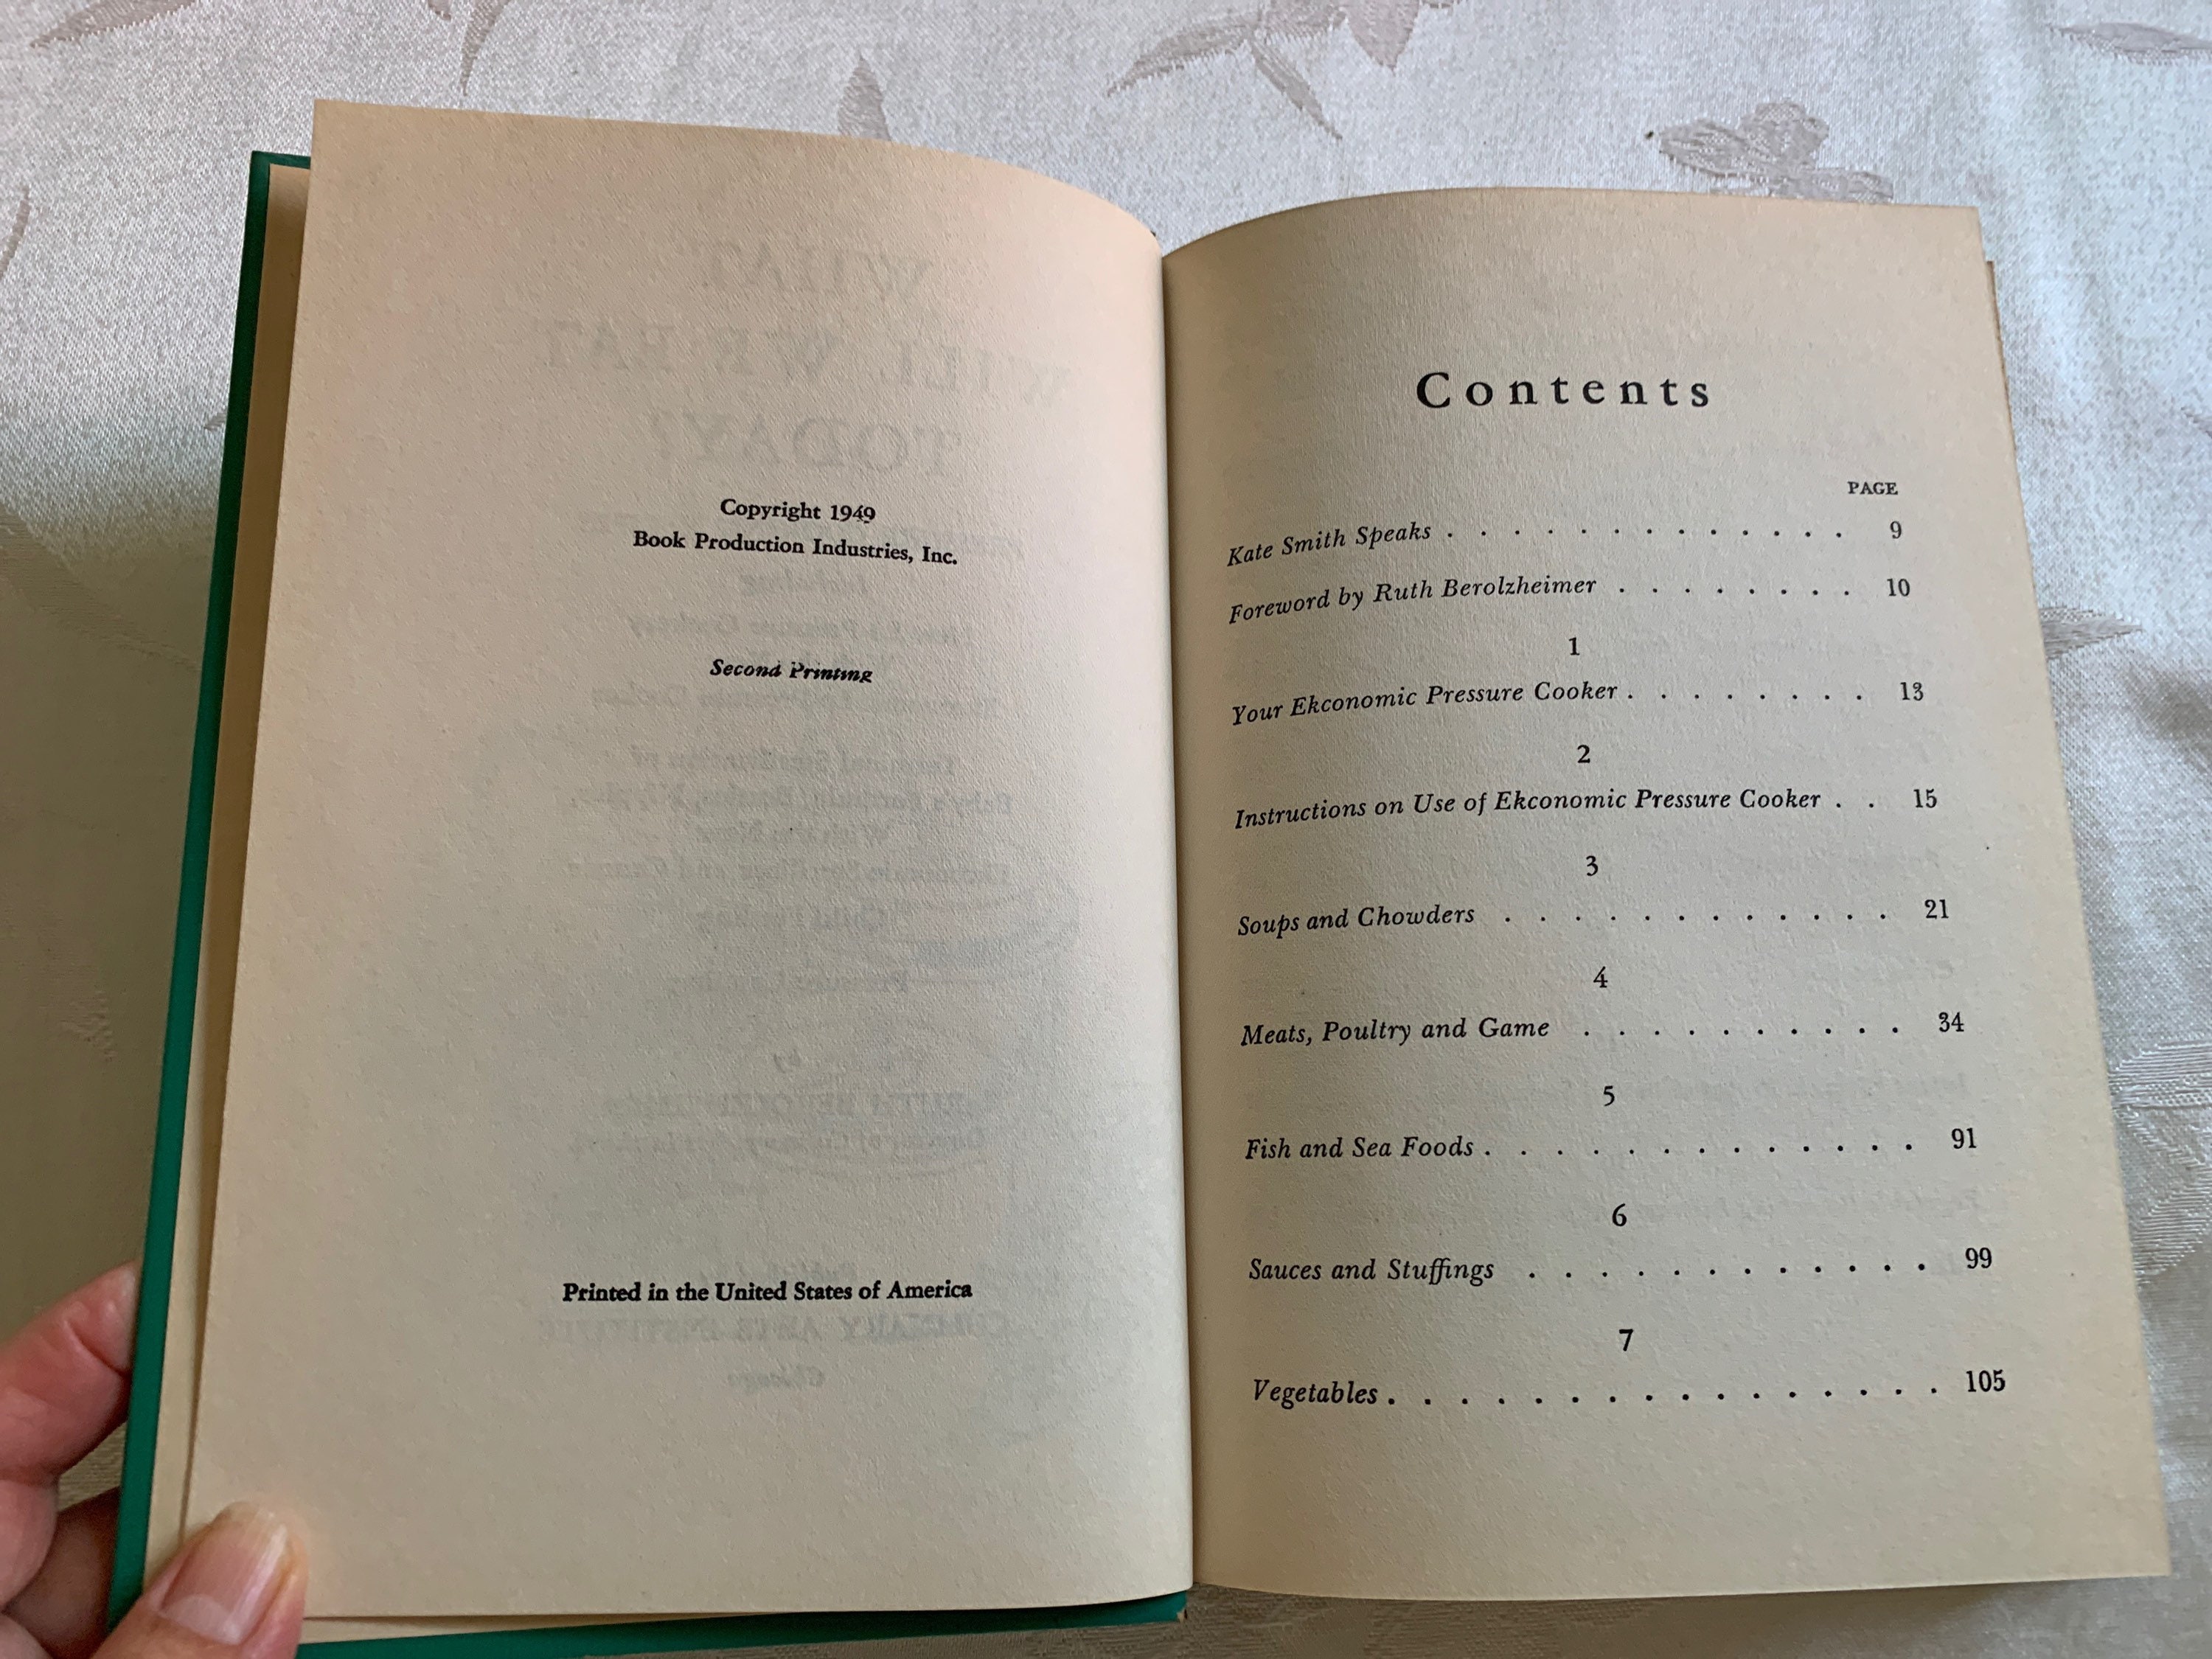 Copyright 1949
Book Production Industries, Inc.
Second Printing
Printed in the United States of America
Contents
PAGE
Kate Smith Speaks . . . . . . . . . . . . 9
Foreword by Ruth Berolzheimer . . . . . . . 10
1
Your Ekconomic Pressure Cooker . . . . . . . 13
2
Instructions on Use of Ekconomic Pressure Cooker . . 15
3
Soups and Chowders . . . . . . . . . . . 21
4
Meats, Poultry and Game . . . . . . . . . 34
5
Fish and Sea Foods . . . . . . . . . . . . 91
6
Sauces and Stuffings . . . . . . . . . . . 99
7
Vegetables . . . . . . . . . . . . . . . 105